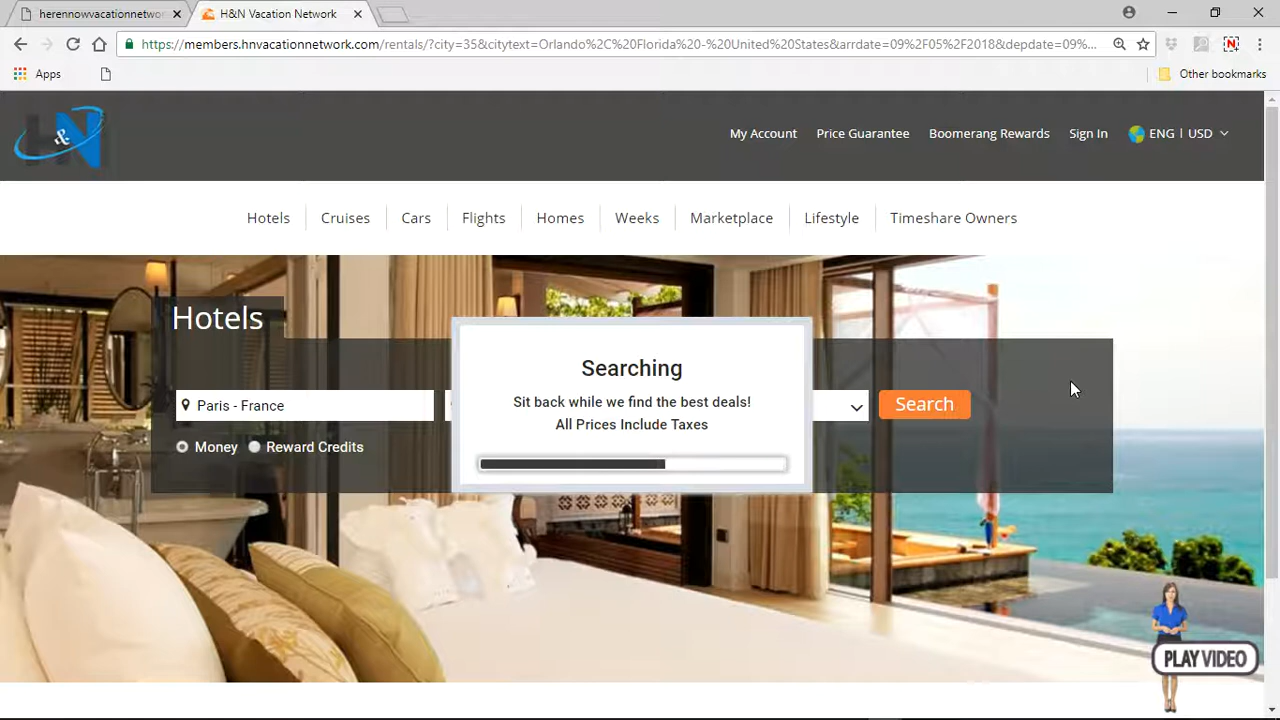 herennowvacationnetwor
H&N Vacation Network
https://members.hnvacationnetwork.com/rentals/?city=35&citytext=Orlando%2C%20Florida%20-%20United%20States&arrdate=09%2F05%2F2018&depdate=09%...
Apps
Other bookmarks
H&N
My Account
Price Guarantee
Boomerang Rewards
Sign In
ENG | USD
Hotels
Cruises
Cars
Flights
Homes
Weeks
Marketplace
Lifestyle
Timeshare Owners
Hotels
Searching
Sit back while we find the best deals!
All Prices Include Taxes
Paris - France
Search
Money
Reward Credits
PLAY VIDEO